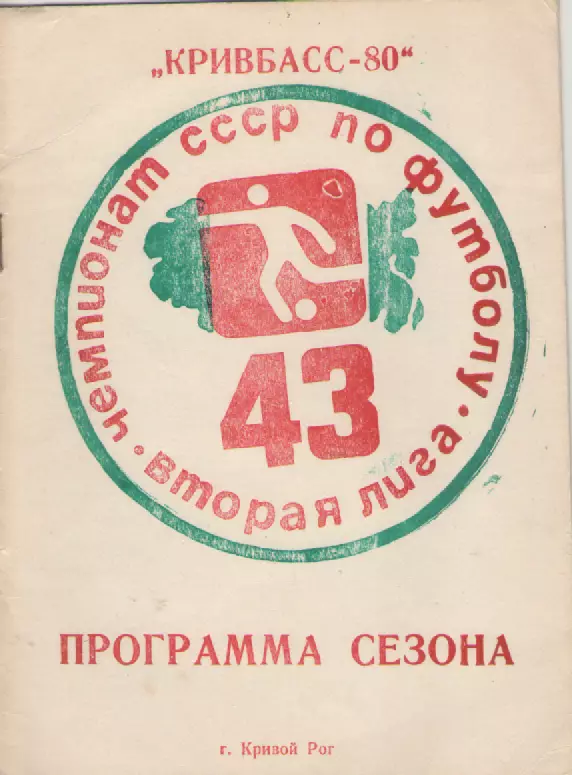 „КРИВБАСС-80“
чемпионат СССР по футболу
43
• вторая лига •
ПРОГРАММА СЕЗОНА
г. Кривой Рог